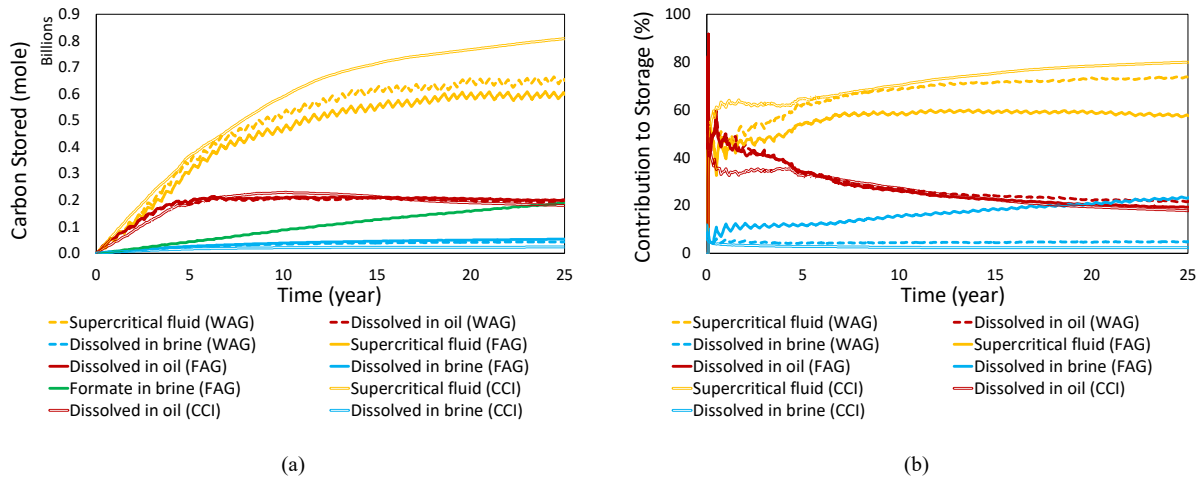 0.9
0.8
0.7
0.6
0.5
0.4
0.3
0.2
0.1
0.0
Carbon Stored (mole)
Billions
0 5 10 15 20 25
Time (year)
Supercritical fluid (WAG) Dissolved in oil (WAG)
Dissolved in brine (WAG) Supercritical fluid (FAG)
Dissolved in oil (FAG) Dissolved in brine (FAG)
Formate in brine (FAG) Supercritical fluid (CCI)
Dissolved in oil (CCI) Dissolved in brine (CCI)
(a)
100
80
60
40
20
0
Contribution to Storage (%)
0 5 10 15 20 25
Time (year)
Supercritical fluid (WAG) Dissolved in oil (WAG)
Dissolved in brine (WAG) Supercritical fluid (FAG)
Dissolved in oil (FAG) Dissolved in brine (FAG)
Supercritical fluid (CCI) Dissolved in oil (CCI)
Dissolved in brine (CCI)
(b)